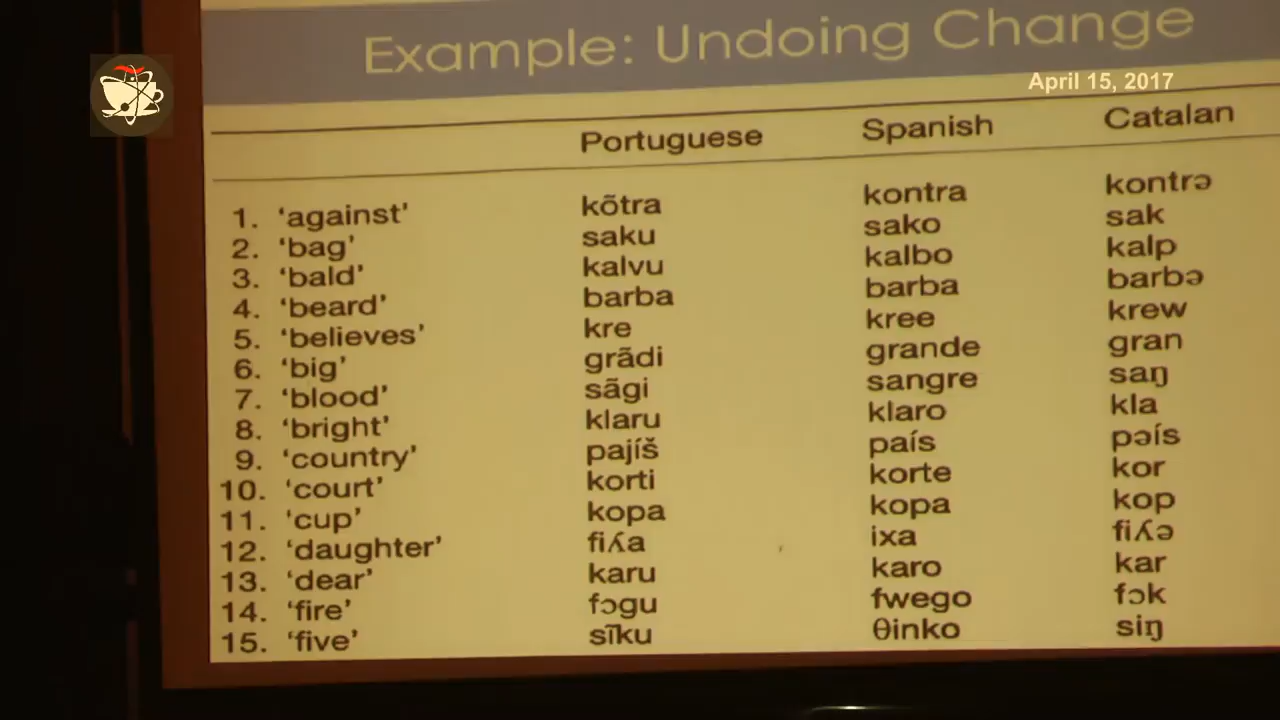 Example: Undoing Change
April 15, 2017
Portuguese Spanish Catalan
1. ‘against’ kõtra kontra kontrə
2. ‘bag’ saku sako sak
3. ‘bald’ kalvu kalbo kalp
4. ‘beard’ barba barba barbə
5. ‘believes’ kre kree krew
6. ‘big’ grãdi grande gran
7. ‘blood’ sãgi sangre saŋ
8. ‘bright’ klaru klaro kla
9. ‘country’ pajíš país pəís
10. ‘court’ korti korte kor
11. ‘cup’ kopa kopa kop
12. ‘daughter’ fiʎa ixa fiʎə
13. ‘dear’ karu karo kar
14. ‘fire’ fɔgu fwego fɔk
15. ‘five’ sĩku θinko siŋ